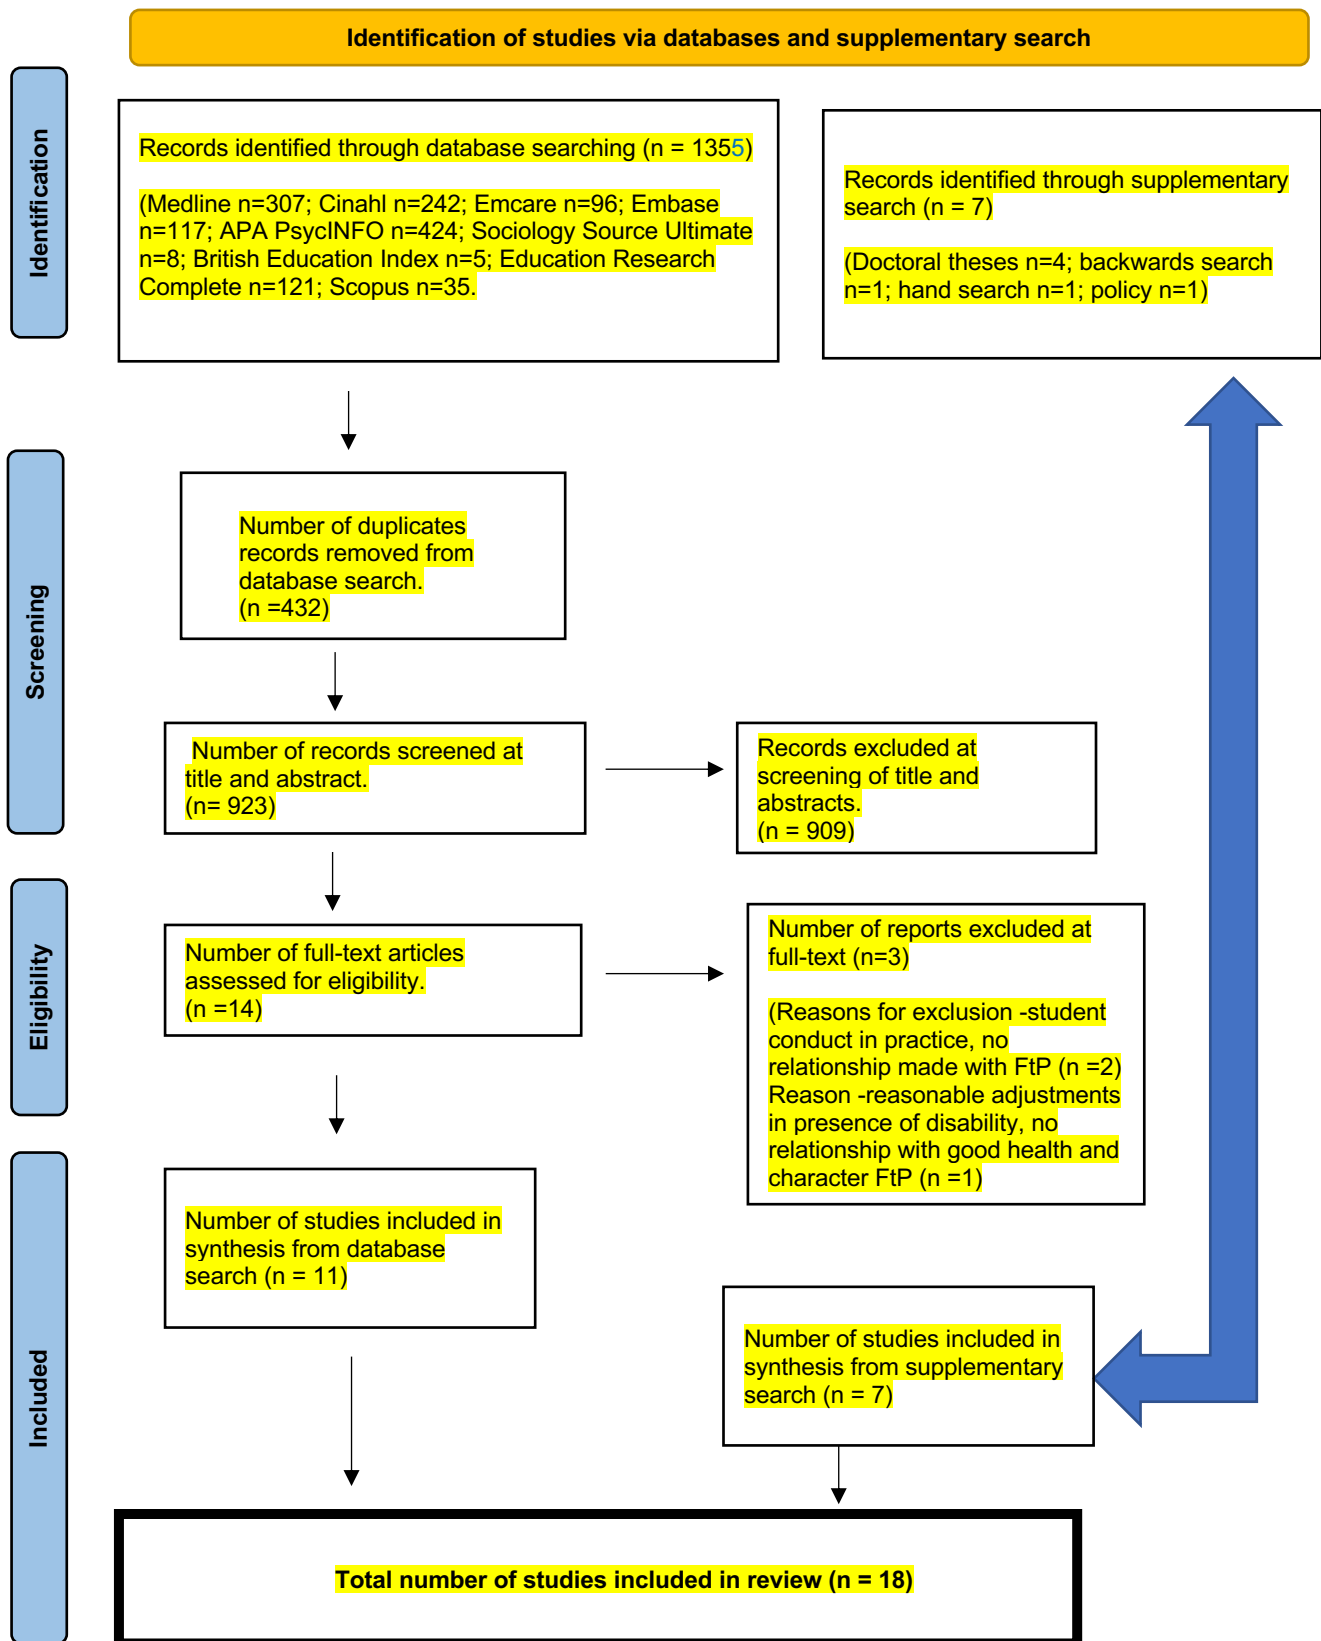 Identification of studies via databases and supplementary search
Identification
Records identified through database searching (n = 1355)
(Medline n=307; Cinahl n=242; Emcare n=96; Embase
n=117; APA PsycINFO n=424; Sociology Source Ultimate
n=8; British Education Index n=5; Education Research
Complete n=121; Scopus n=35.
Records identified through supplementary
search (n = 7)
(Doctoral theses n=4; backwards search
n=1; hand search n=1; policy n=1)
Screening
Number of duplicates
records removed from
database search.
(n =432)
Number of records screened at
title and abstract.
(n= 923)
Records excluded at
screening of title and
abstracts.
(n = 909)
Eligibility
Number of full-text articles
assessed for eligibility.
(n =14)
Number of reports excluded at
full-text (n=3)
(Reasons for exclusion -student
conduct in practice, no
relationship made with FtP (n =2)
Reason -reasonable adjustments
in presence of disability, no
relationship with good health and
character FtP (n =1)
Included
Number of studies included in
synthesis from database
search (n = 11)
Number of studies included in
synthesis from supplementary
search (n = 7)
Total number of studies included in review (n = 18)